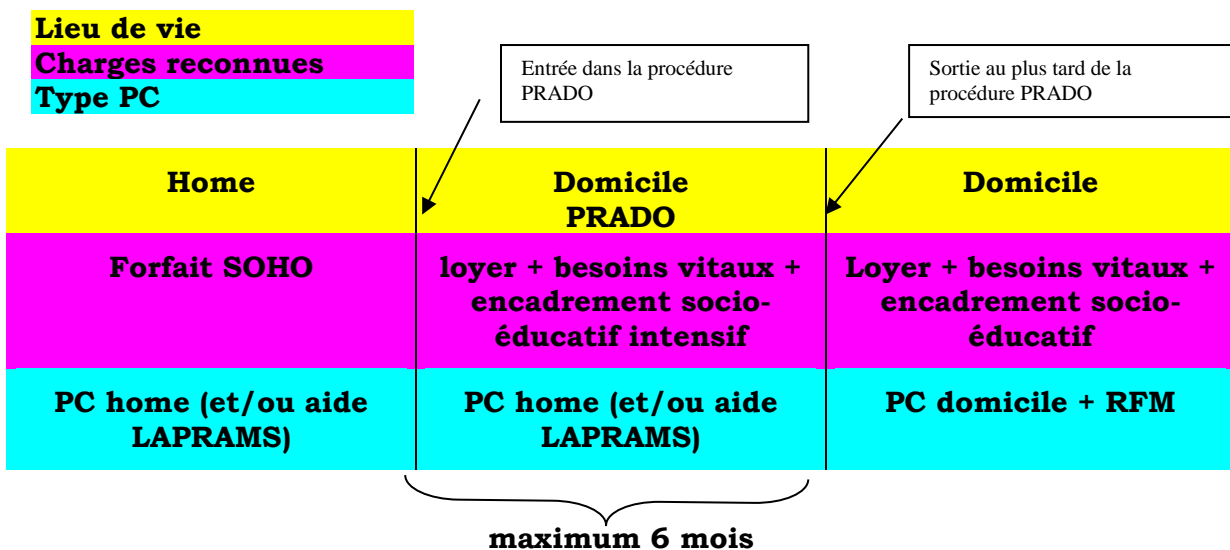 Lieu de vie
Charges reconnues
Type PC
Entrée dans la procédure
PRADO
Sortie au plus tard de la
procédure PRADO
Home
Domicile
PRADO
Domicile
Forfait SOHO
loyer + besoins vitaux +
encadrement socio-
éducatif intensif
Loyer + besoins vitaux +
encadrement socio-
éducatif
PC home (et/ou aide
LAPRAMS)
PC home (et/ou aide
LAPRAMS)
PC domicile + RFM
maximum 6 mois